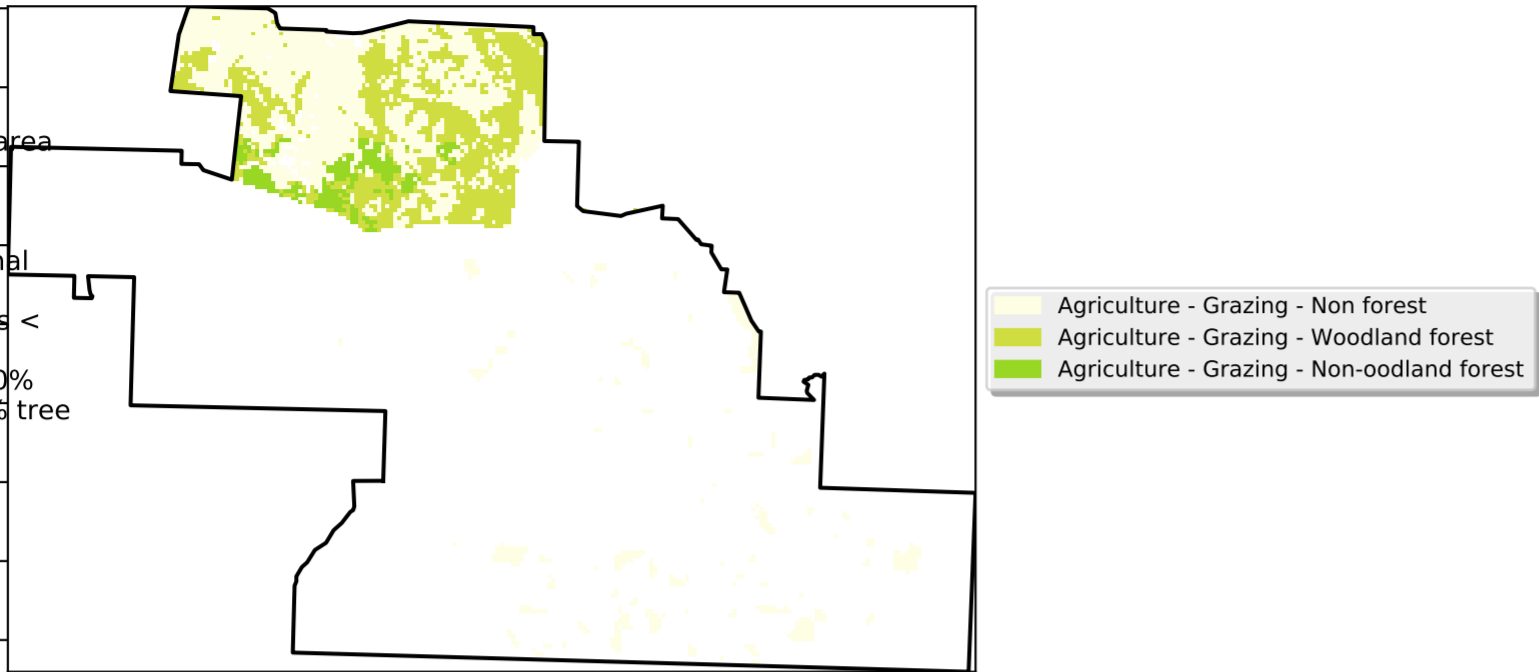 area
nal
s <
0%
% tree
Agriculture - Grazing - Non forest
Agriculture - Grazing - Woodland forest
Agriculture - Grazing - Non-oodland forest